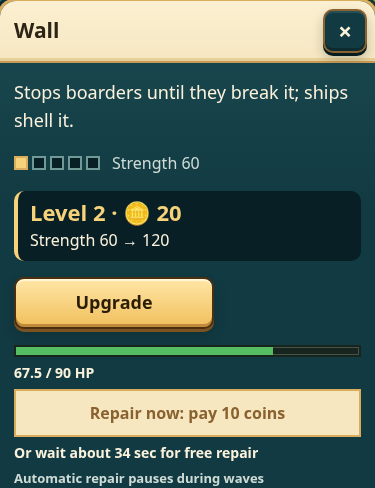 Wall
×
Stops boarders until they break it; ships
shell it.
Strength 60
Level 2 · 🪙 20
Strength 60 → 120
Upgrade
67.5 / 90 HP
Repair now: pay 10 coins
Or wait about 34 sec for free repair
Automatic repair pauses during waves